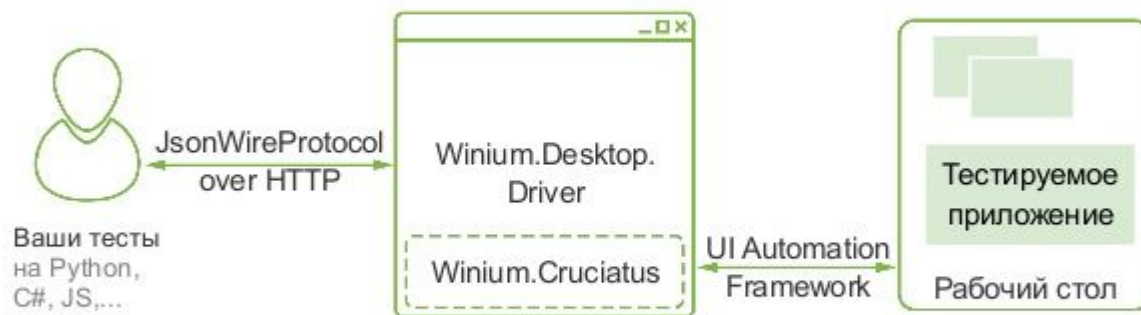 JsonWireProtocol
over HTTP
Ваши тесты
на Python,
C#, JS,...
Winium.Desktop.
Driver
Winium.Cruciatus
UI Automation
Framework
Тестируемое
приложение
Рабочий стол